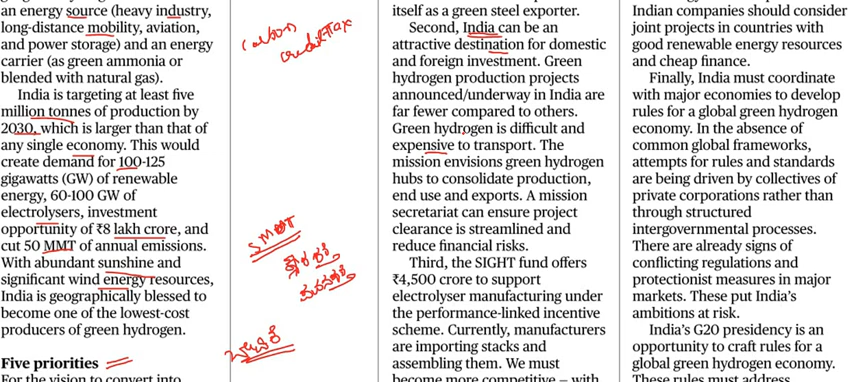 an energy source (heavy industry,
long-distance mobility, aviation,
and power storage) and an energy
carrier (as green ammonia or
blended with natural gas).
India is targeting at least five
million tonnes of production by
2030, which is larger than that of
any single economy. This would
create demand for 100-125
gigawatts (GW) of renewable
energy, 60-100 GW of
electrolysers, investment
opportunity of ₹8 lakh crore, and
cut 50 MMT of annual emissions.
With abundant sunshine and
significant wind energy resources,
India is geographically blessed to
become one of the lowest-cost
producers of green hydrogen.
Five priorities
For the vision to convert into
Carbon
credit-Tax
itself as a green steel exporter.
Second, India can be an
attractive destination for domestic
and foreign investment. Green
hydrogen production projects
announced/underway in India are
far fewer compared to others.
Green hydrogen is difficult and
expensive to transport. The
mission envisions green hydrogen
hubs to consolidate production,
end use and exports. A mission
secretariat can ensure project
clearance is streamlined and
reduce financial risks.
Third, the SIGHT fund offers
₹4,500 crore to support
electrolyser manufacturing under
the performance-linked incentive
scheme. Currently, manufacturers
are importing stacks and
assembling them. We must
become more competitive – with
Indian companies should consider
joint projects in countries with
good renewable energy resources
and cheap finance.
Finally, India must coordinate
with major economies to develop
rules for a global green hydrogen
economy. In the absence of
common global frameworks,
attempts for rules and standards
are being driven by collectives of
private corporations rather than
through structured
intergovernmental processes.
There are already signs of
conflicting regulations and
protectionist measures in major
markets. These put India's
ambitions at risk.
India's G20 presidency is an
opportunity to craft rules for a
global green hydrogen economy.
These rules must address